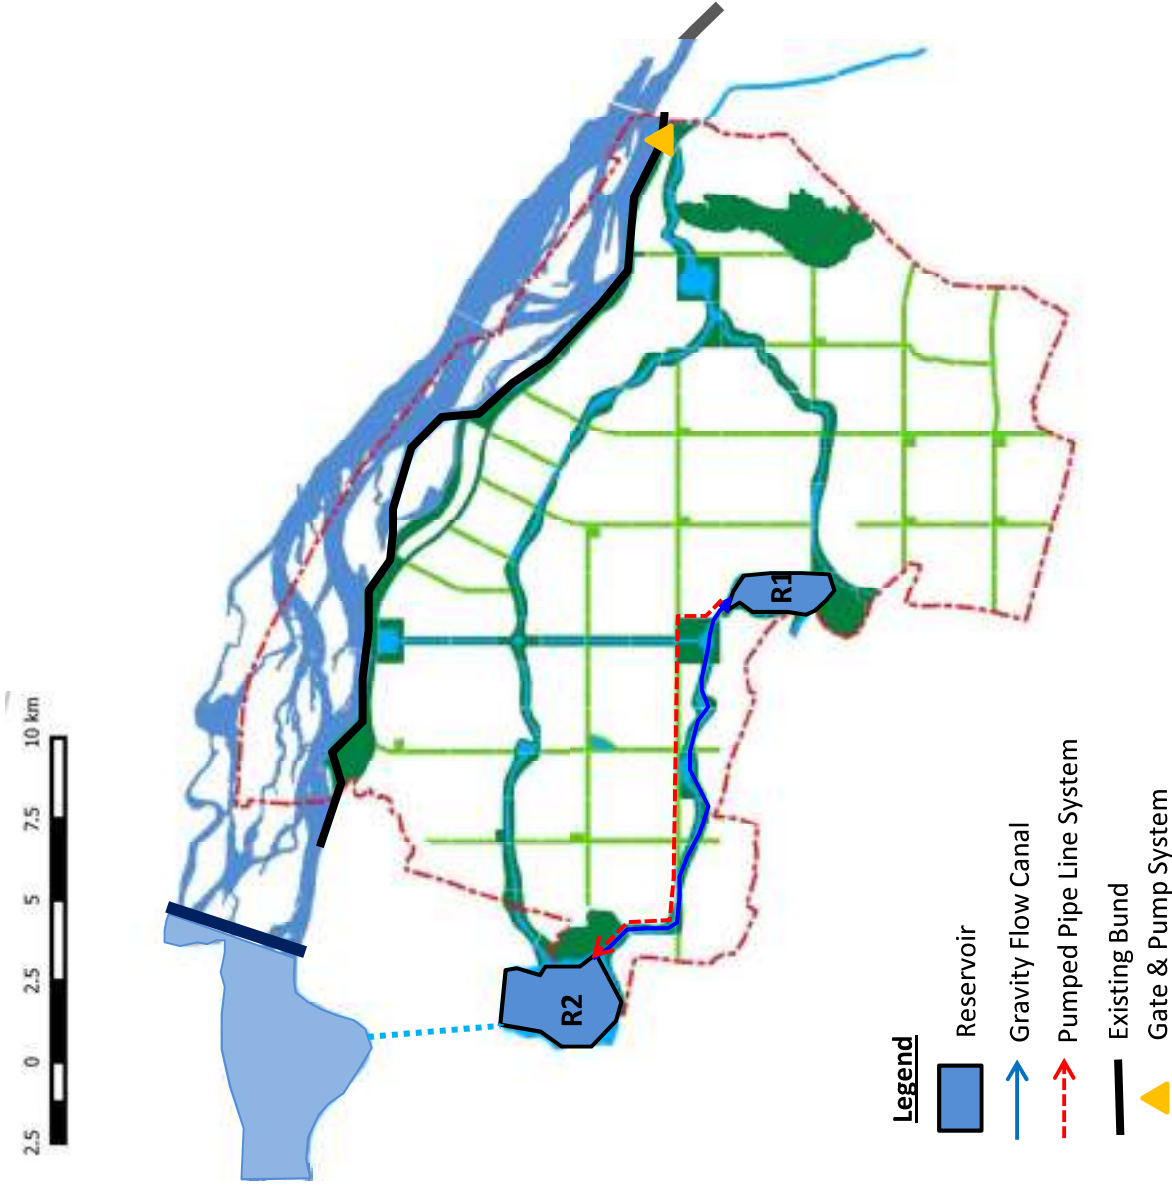 2.5 0 2.5 5 7.5 10 km
R1
R2
Legend
Reservoir
Gravity Flow Canal
Pumped Pipe Line System
Existing Bund
Gate & Pump System